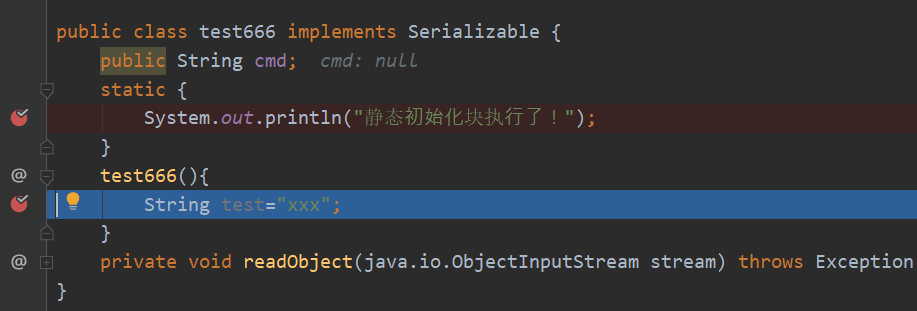 public class test666 implements Serializable {
public String cmd; cmd: null
static {
System.out.println("静态初始化块执行了！");
}
@ test666(){
String test="xxx";
}
@ private void readObject(java.io.ObjectInputStream stream) throws Exception
}